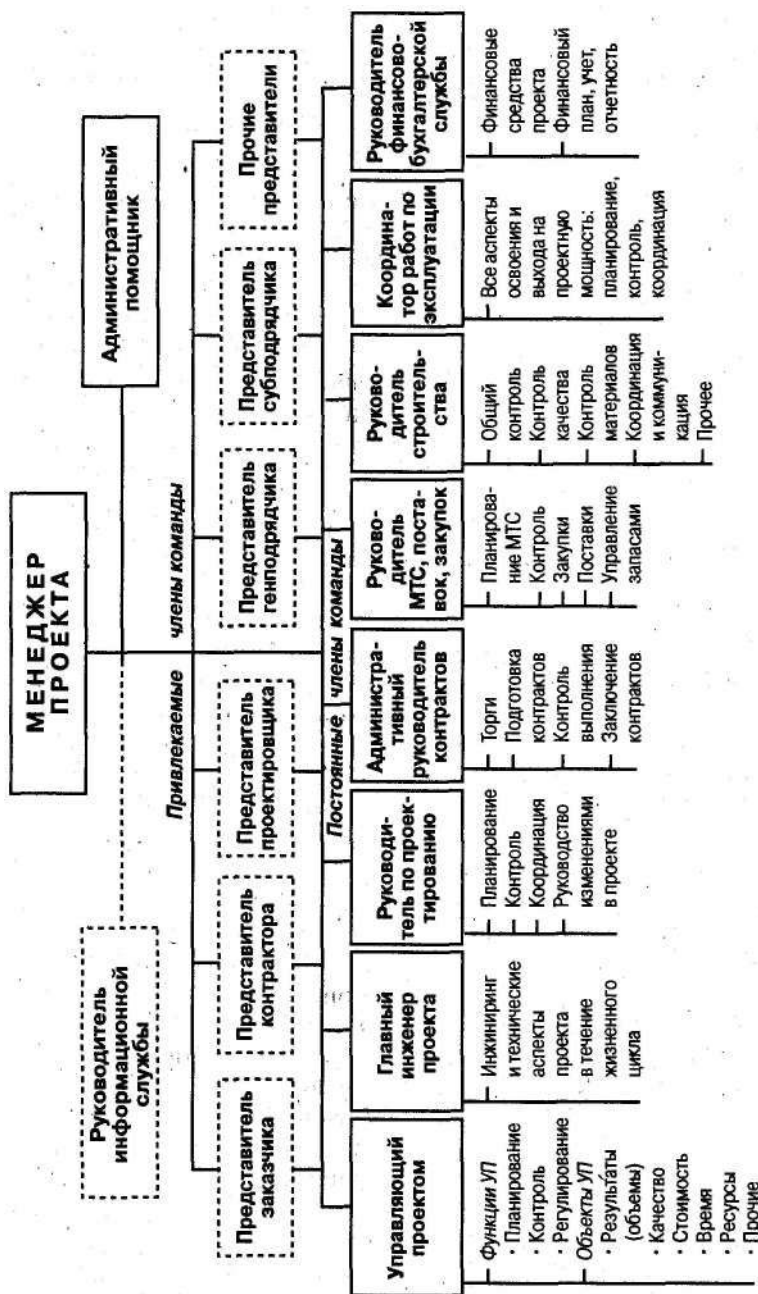 МЕНЕДЖЕР
ПРОЕКТА
Руководитель
информационной
службы
Административный
помощник
Привлекаемые члены команды
Представитель
заказчика
Представитель
контрактора
Представитель
проектировщика
Представитель
генподрядчика
Представитель
субподрядчика
Прочие
представители
Постоянные члены команды
Управляющий
проектом
Функции УП
· Планирование
· Контроль
· Регулирование
Объекты УП
· Результаты
(объемы)
· Качество
· Стоимость
· Время
· Ресурсы
· Прочие
Главный
инженер
проекта
Инжиниринг
и технические
аспекты
проекта
в течение
жизненного
цикла
Руководи-
тель по проек-
тированию
Планирование
Контроль
Координация
Руководство
изменениями
в проекте
Администра-
тивный
руководитель
контрактов
Торги
Подготовка
контрактов
Контроль
выполнения
Заключение
контрактов
Руково-
дитель
МТС, поста-
вок, закупок
Планирова-
ние МТС
Контроль
Закупки
Поставки
Управление
запасами
Руково-
дитель
строитель-
ства
Общий
контроль
Контроль
качества
Контроль
материалов
Координация
и коммуни-
кация
Прочее
Координа-
тор работ по
эксплуатации
Все аспекты
освоения и
выхода на
проектную
мощность:
планирование,
контроль,
координация
Руководитель
финансово-
бухгалтерской
службы
Финансовые
средства
проекта
Финансовый
план, учет,
отчетность